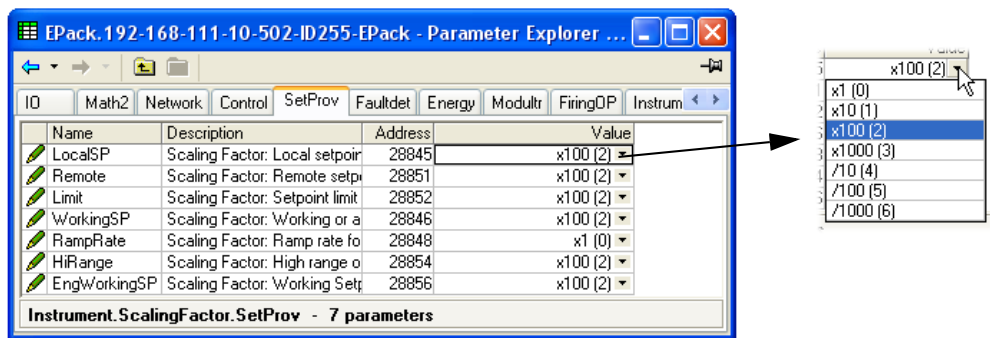 EPack.192-168-111-10-502-ID255-EPack - Parameter Explorer ...
IO Math2 Network Control SetProv Faultdet Energy Modultr FiringOP Instrum
Name Description Address Value
LocalSP Scaling Factor: Local setpoin 28845 x100 (2)
Remote Scaling Factor: Remote setp 28851 x100 (2)
Limit Scaling Factor: Setpoint limit 28852 x100 (2)
WorkingSP Scaling Factor: Working or a 28846 x100 (2)
RampRate Scaling Factor: Ramp rate fo 28848 x1 (0)
HiRange Scaling Factor: High range o 28854 x100 (2)
EngWorkingSP Scaling Factor: Working Setp 28856 x100 (2)
Instrument.ScalingFactor.SetProv - 7 parameters
x100 (2)
x1 (0)
x10 (1)
x100 (2)
x1000 (3)
/10 (4)
/100 (5)
/1000 (6)